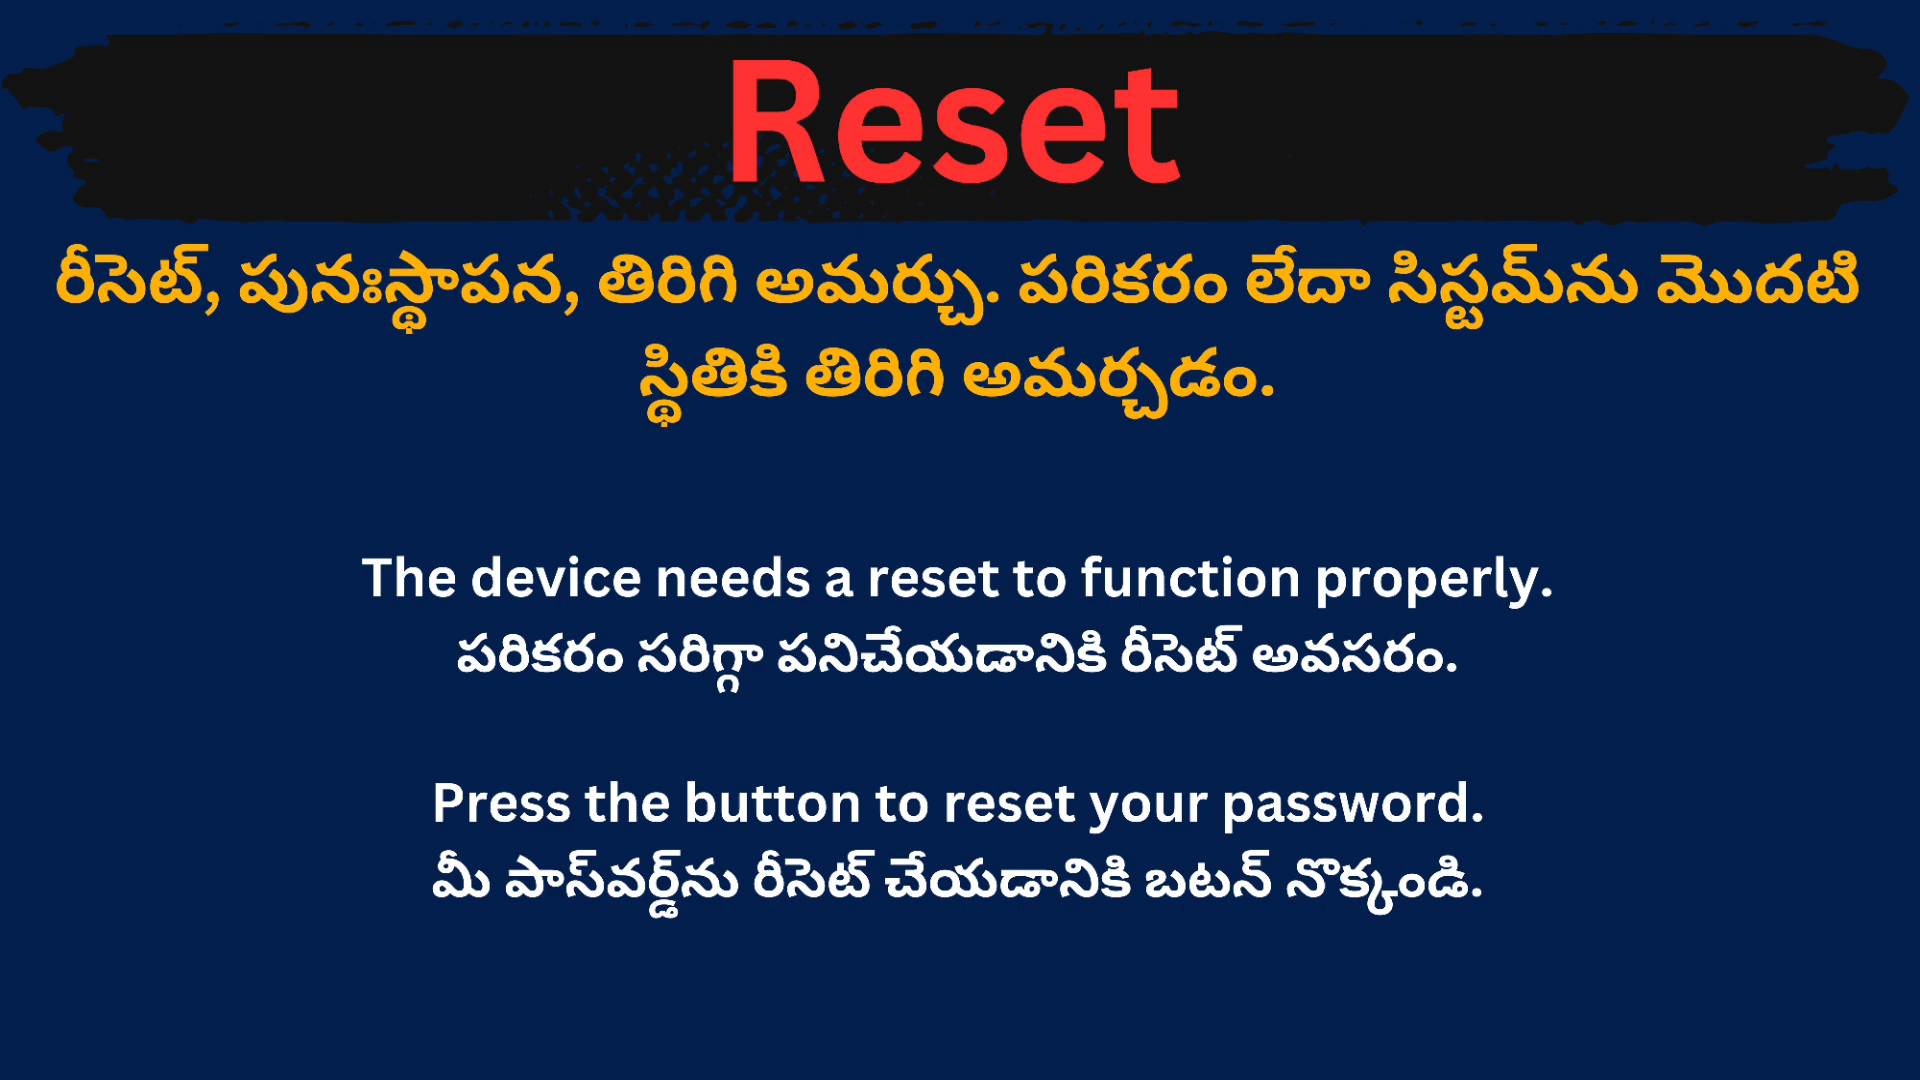 Reset
రీసెట్, పునఃస్థాపన, తిరిగి అమర్చు. పరికరం లేదా సిస్టమ్‌ను మొదటి
స్థితికి తిరిగి అమర్చడం.
The device needs a reset to function properly.
పరికరం సరిగ్గా పనిచేయడానికి రీసెట్ అవసరం.
Press the button to reset your password.
మీ పాస్‌వర్డ్‌ను రీసెట్ చేయడానికి బటన్ నొక్కండి.